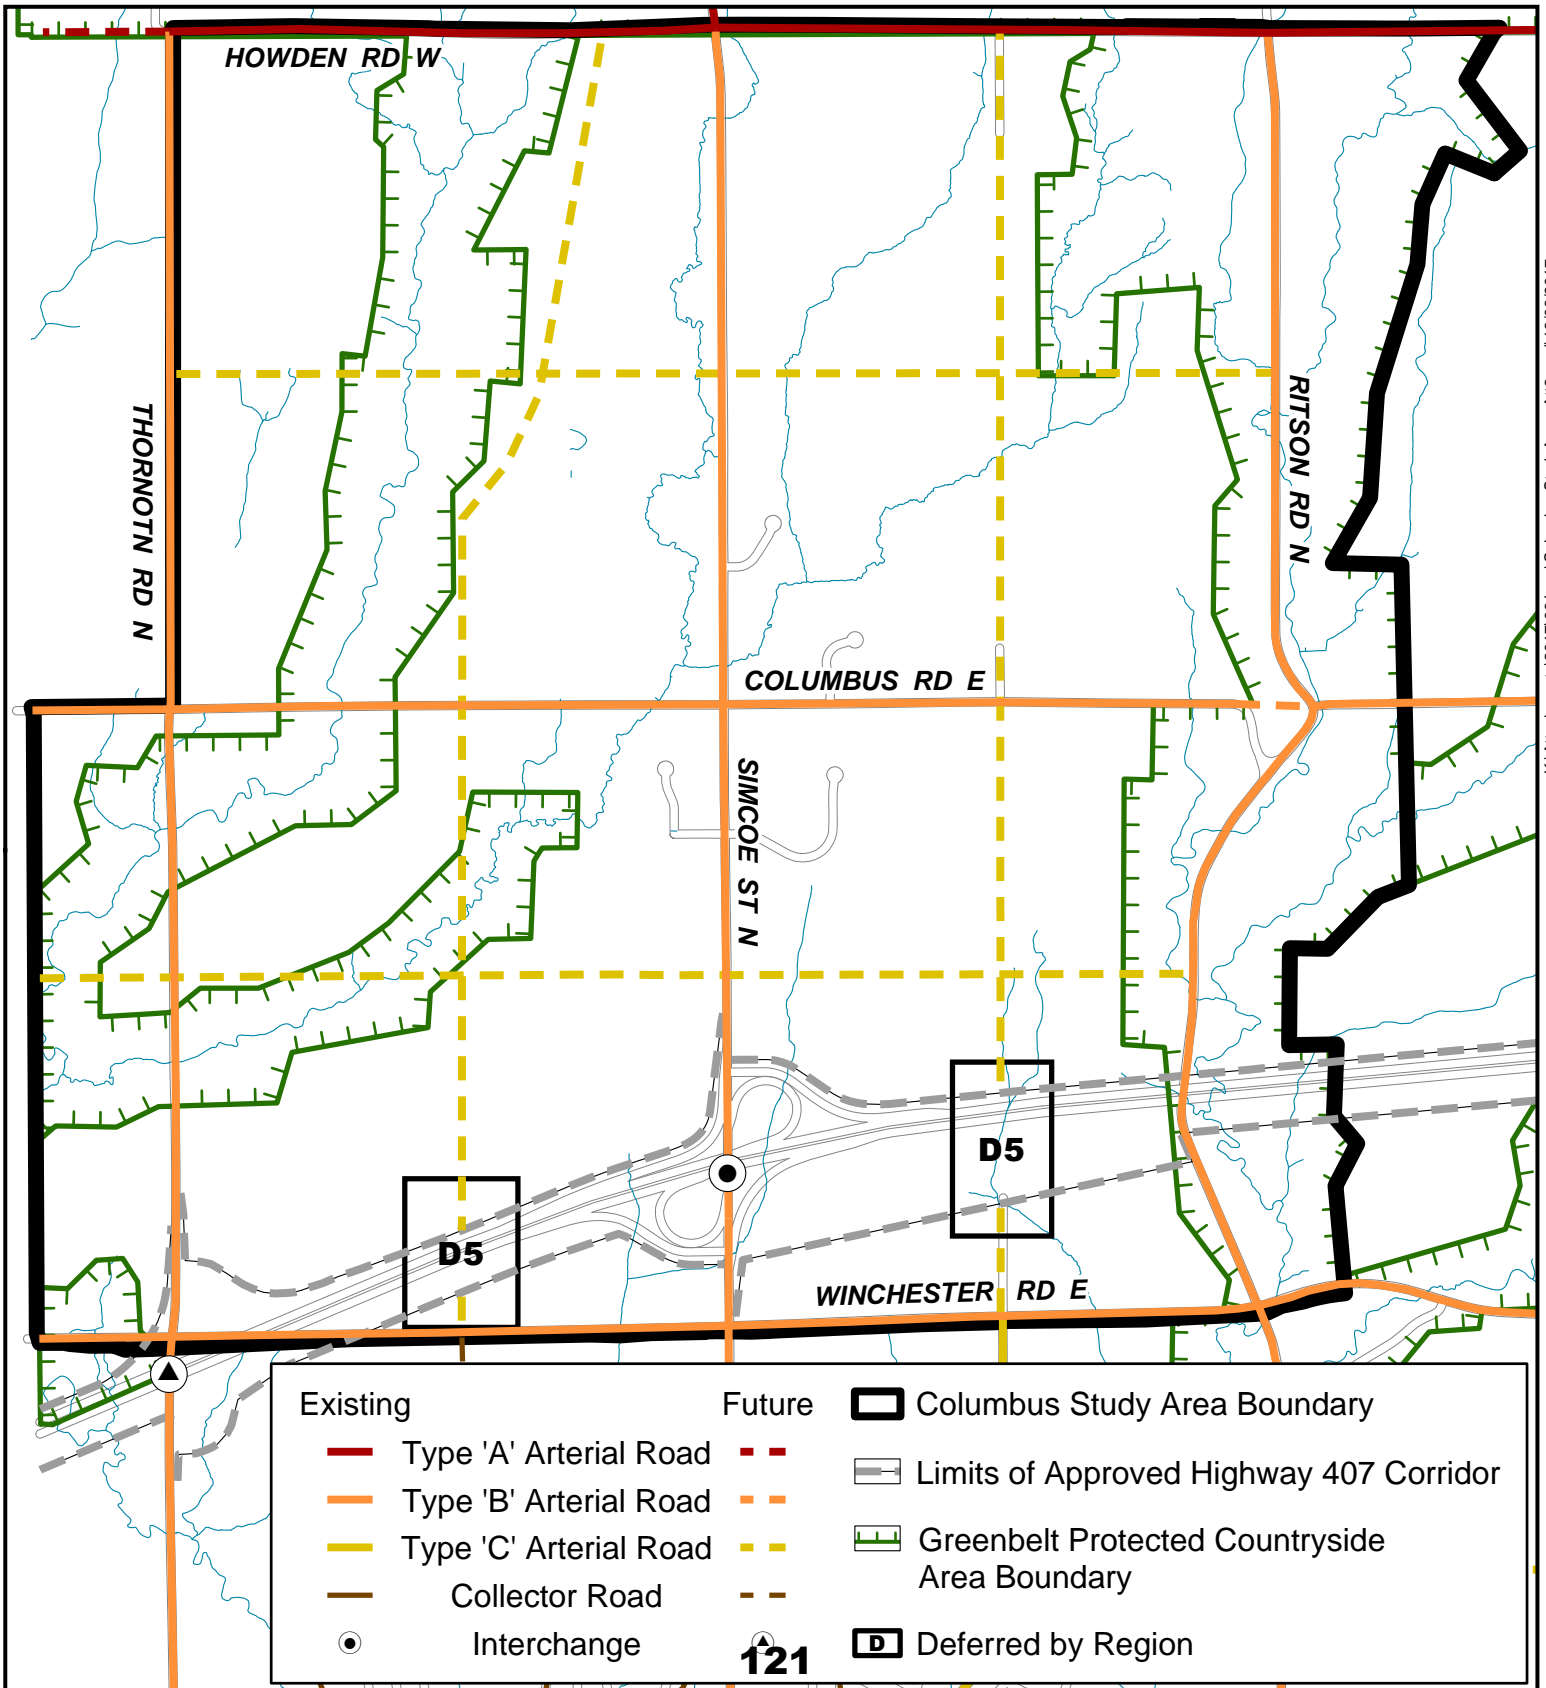 HOWDEN RD W
THORNOTN RD N
RITSON RD N
COLUMBUS RD E
SIMCOE ST N
D5
D5
WINCHESTER RD E
Existing Future
Type 'A' Arterial Road
Type 'B' Arterial Road
Type 'C' Arterial Road
Collector Road
Interchange
Columbus Study Area Boundary
Limits of Approved Highway 407 Corridor
Greenbelt Protected Countryside
Area Boundary
D Deferred by Region
121